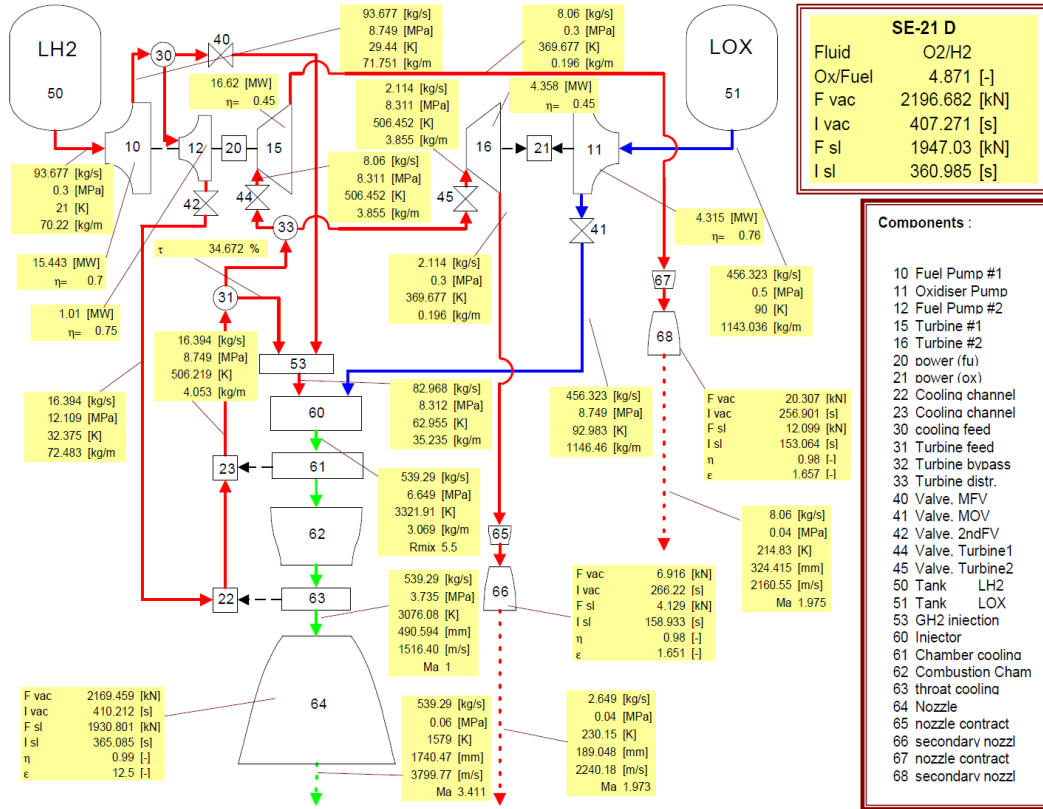 LH2
50
30
40
93.677 [kg/s]
8.749 [MPa]
29.44 [K]
71.751 [kg/m]
8.06 [kg/s]
0.3 [MPa]
369.677 [K]
0.196 [kg/m]
LOX
51
SE-21 D
Fluid O2/H2
Ox/Fuel 4.871 [-]
F vac 2196.682 [kN]
I vac 407.271 [s]
F sl 1947.03 [kN]
I sl 360.985 [s]
16.62 [MW]
η= 0.45
2.114 [kg/s]
8.311 [MPa]
506.452 [K]
3.855 [kg/m]
4.358 [MW]
η= 0.45
10
12
20
15
16
21
11
93.677 [kg/s]
0.3 [MPa]
21 [K]
70.22 [kg/m]
42
44
8.06 [kg/s]
8.311 [MPa]
506.452 [K]
3.855 [kg/m]
45
33
41
4.315 [MW]
η= 0.76
τ 34.672 %
15.443 [MW]
η= 0.7
1.01 [MW]
η= 0.75
31
2.114 [kg/s]
0.3 [MPa]
369.677 [K]
0.196 [kg/m]
67
456.323 [kg/s]
0.5 [MPa]
90 [K]
1143.036 [kg/m]
68
16.394 [kg/s]
8.749 [MPa]
506.219 [K]
4.053 [kg/m]
53
82.968 [kg/s]
8.312 [MPa]
62.955 [K]
35.235 [kg/m]
60
16.394 [kg/s]
12.109 [MPa]
32.375 [K]
72.483 [kg/m]
456.323 [kg/s]
8.749 [MPa]
92.983 [K]
1146.46 [kg/m]
F vac 20.307 [kN]
I vac 256.901 [s]
F sl 12.099 [kN]
I sl 153.064 [s]
η 0.98 [-]
ε 1.657 [-]
23
61
539.29 [kg/s]
6.649 [MPa]
3321.91 [K]
3.069 [kg/m]
Rmix 5.5
62
65
8.06 [kg/s]
0.04 [MPa]
214.83 [K]
324.415 [mm]
2160.55 [m/s]
Ma 1.975
22
63
66
539.29 [kg/s]
3.735 [MPa]
3076.08 [K]
490.594 [mm]
1516.40 [m/s]
Ma 1
F vac 6.916 [kN]
I vac 266.22 [s]
F sl 4.129 [kN]
I sl 158.933 [s]
η 0.98 [-]
ε 1.651 [-]
64
F vac 2169.459 [kN]
I vac 410.212 [s]
F sl 1930.801 [kN]
I sl 365.085 [s]
η 0.99 [-]
ε 12.5 [-]
539.29 [kg/s]
0.06 [MPa]
1579 [K]
1740.47 [mm]
3799.77 [m/s]
Ma 3.411
2.649 [kg/s]
0.04 [MPa]
230.15 [K]
189.048 [mm]
2240.18 [m/s]
Ma 1.973
Components :
10 Fuel Pump #1
11 Oxidiser Pump
12 Fuel Pump #2
15 Turbine #1
16 Turbine #2
20 power (fu)
21 power (ox)
22 Cooling channel
23 Cooling channel
30 cooling feed
31 Turbine feed
32 Turbine bypass
33 Turbine distr.
40 Valve, MFV
41 Valve, MOV
42 Valve, 2ndFV
44 Valve, Turbine1
45 Valve, Turbine2
50 Tank LH2
51 Tank LOX
53 GH2 injection
60 Injector
61 Chamber cooling
62 Combustion Cham
63 throat cooling
64 Nozzle
65 nozzle contract
66 secondary nozzl
67 nozzle contract
68 secondary nozzl